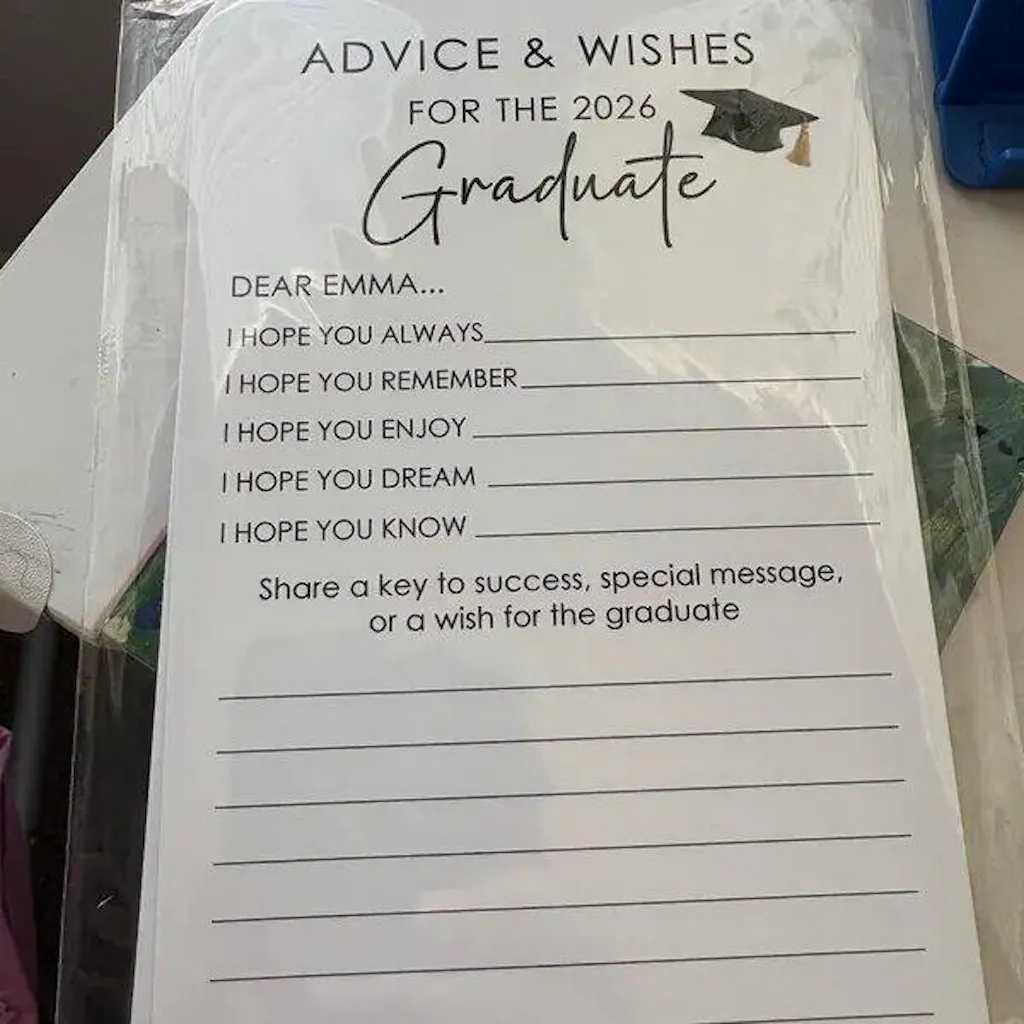 ADVICE & WISHES
FOR THE 2026
Graduate
DEAR EMMA...
I HOPE YOU ALWAYS
I HOPE YOU REMEMBER
I HOPE YOU ENJOY
I HOPE YOU DREAM
I HOPE YOU KNOW
Share a key to success, special message,
or a wish for the graduate